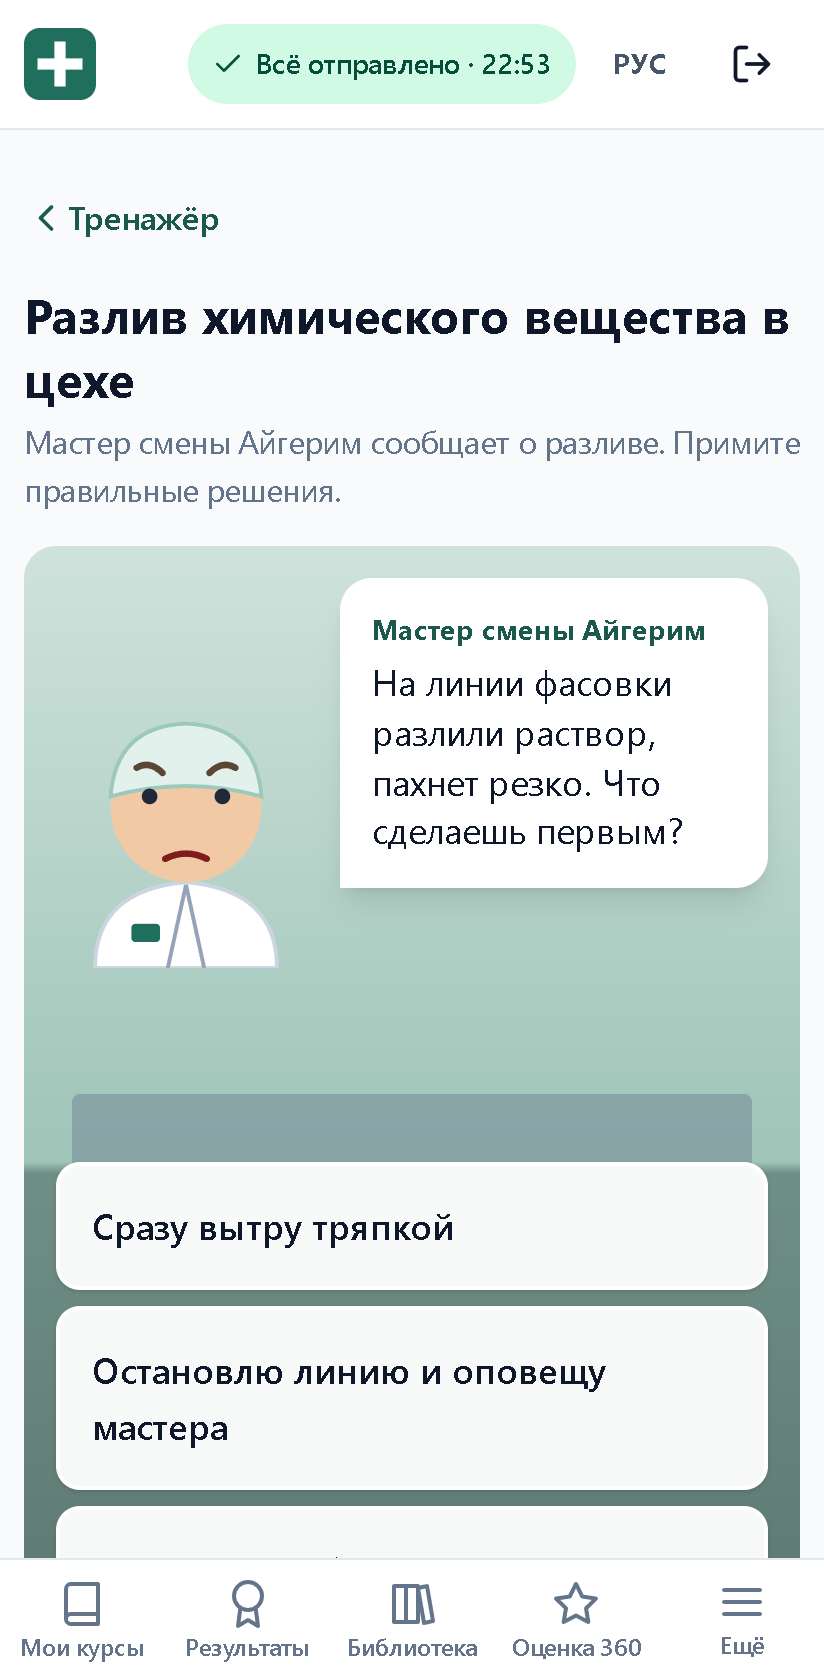 Всё отправлено · 22:53
РУС
Тренажёр
Разлив химического вещества в
цехе
Мастер смены Айгерим сообщает о разливе. Примите
правильные решения.
Мастер смены Айгерим
На линии фасовки
разлили раствор,
пахнет резко. Что
сделаешь первым?
Сразу вытру тряпкой
Остановлю линию и оповещу
мастера
Мои курсы
Результаты
Библиотека
Оценка 360
Ещё